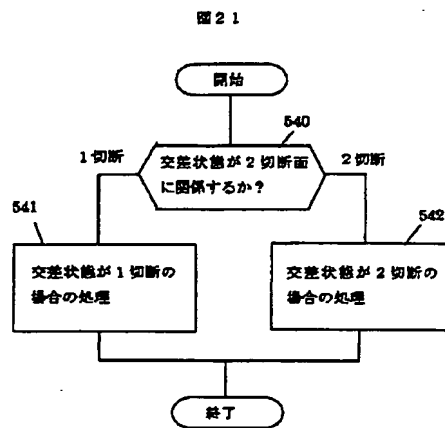 図21
開始
540
1切断
交差状態が2切断面
に関係するか?
2切断
541
交差状態が1切断の
場合の処理
542
交差状態が2切断の
場合の処理
終了